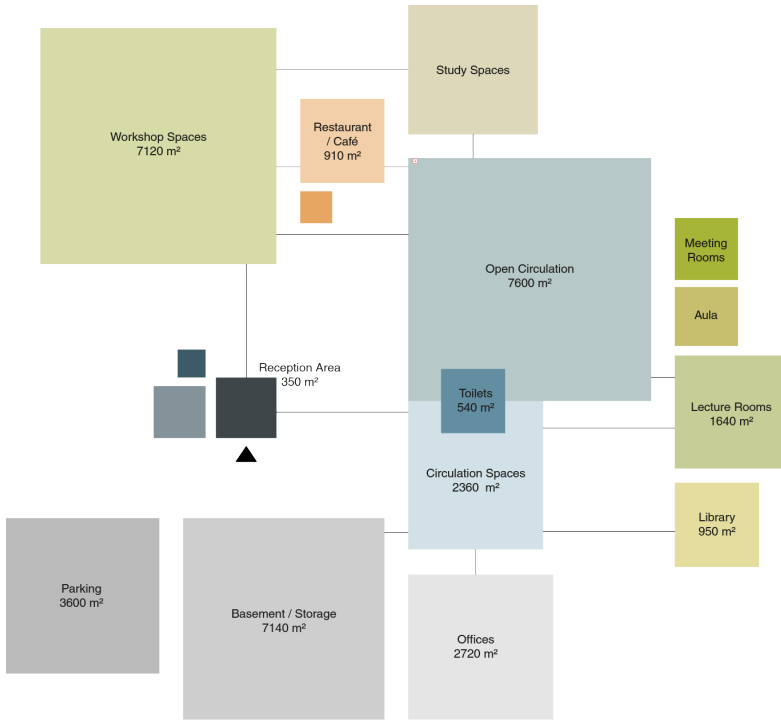 Study Spaces
Workshop Spaces
7120 m²
Restaurant
/ Café
910 m²
Open Circulation
7600 m²
Meeting
Rooms
Aula
Reception Area
350 m²
Toilets
540 m²
Lecture Rooms
1640 m²
Circulation Spaces
2360 m²
Library
950 m²
Parking
3600 m²
Basement / Storage
7140 m²
Offices
2720 m²